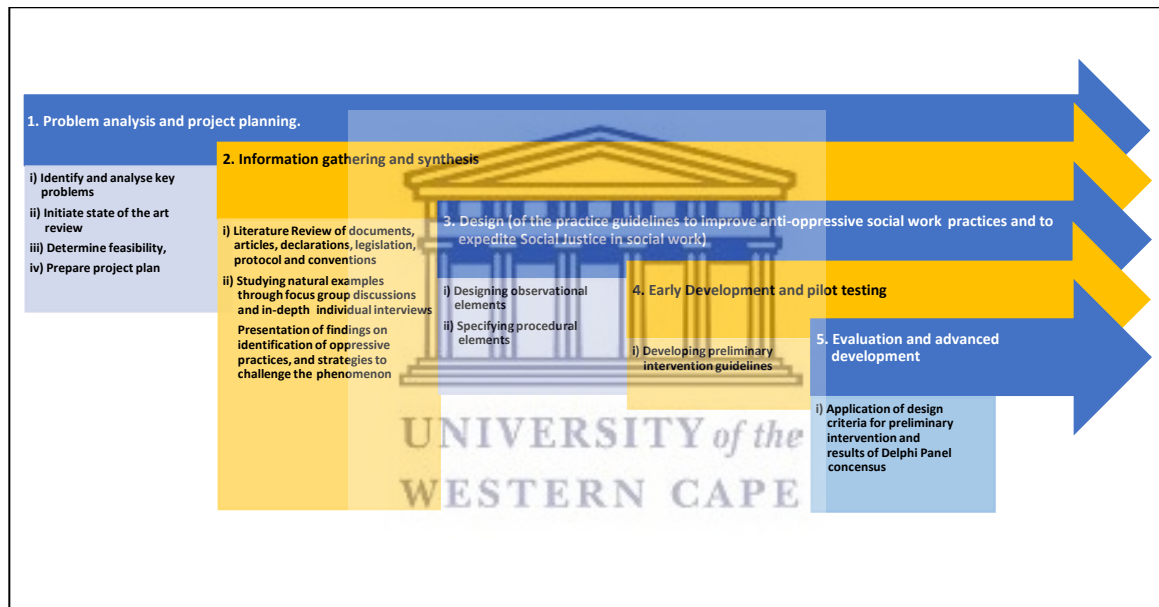 1. Problem analysis and project planning.
i) Identify and analyse key
problems
ii) Initiate state of the art
review
iii) Determine feasibility,
iv) Prepare project plan
2. Information gathering and synthesis
i) Literature Review of documents,
articles, declarations, legislation,
protocol and conventions
ii) Studying natural examples
through focus group discussions
and in-depth individual interviews
Presentation of findings on
identification of oppressive
practices, and strategies to
challenge the phenomenon
3. Design (of the practice guidelines to improve anti-oppressive social work practices and to
expedite Social Justice in social work)
i) Designing observational
elements
ii) Specifying procedural
elements
4. Early Development and pilot testing
i) Developing preliminary
intervention guidelines
5. Evaluation and advanced
development
i) Application of design
criteria for preliminary
intervention and
results of Delphi Panel
concensus
UNIVERSITY of the
WESTERN CAPE